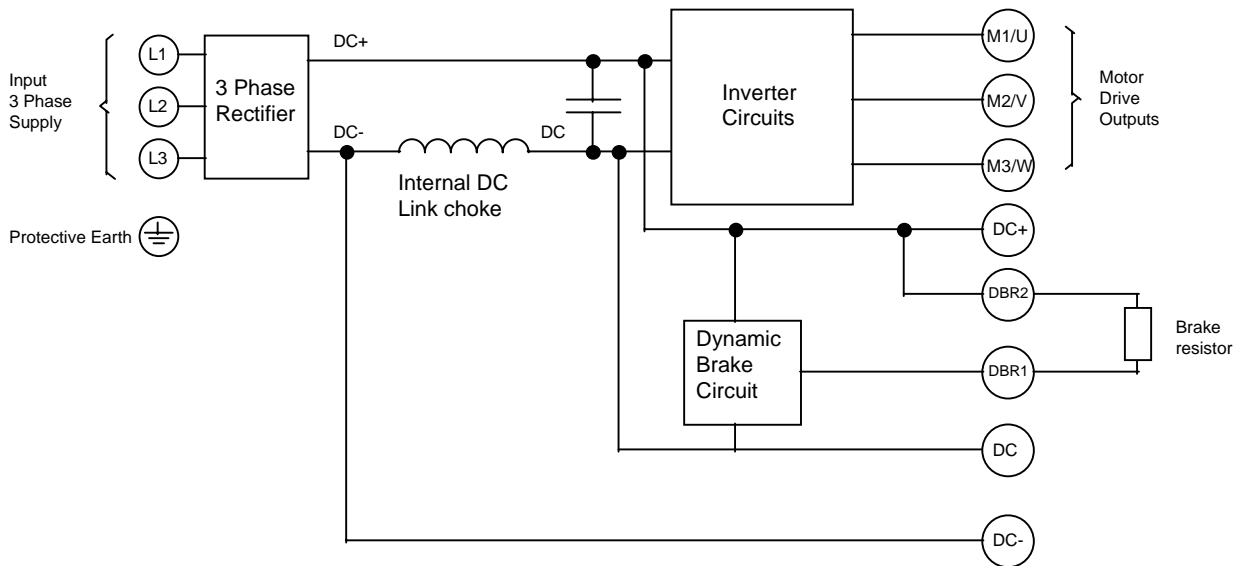 Input
3 Phase
Supply
L1
L2
L3
3 Phase
Rectifier
DC+
DC-
DC
Internal DC
Link choke
Inverter
Circuits
M1/U
M2/V
M3/W
Motor
Drive
Outputs
Protective Earth
DC+
DBR2
Dynamic
Brake
Circuit
DBR1
Brake
resistor
DC
DC-